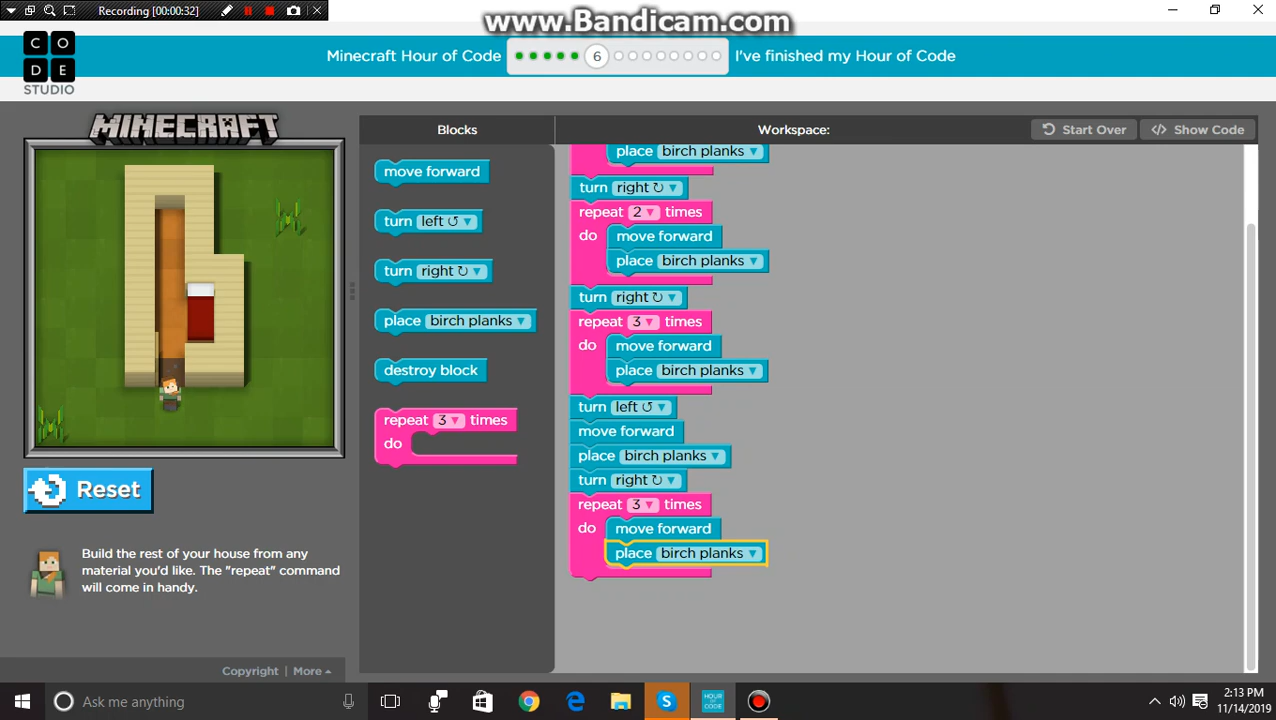 Recording [00:00:32]
www.Bandicam.com
C O
D E
STUDIO
Minecraft Hour of Code
6
I've finished my Hour of Code
MINECRAFT
Blocks
Workspace:
Start Over
</> Show Code
move forward
turn left ↺ ▼
turn right ↻ ▼
place birch planks ▼
destroy block
repeat 3 ▼ times
do
place birch planks ▼
turn right ↻ ▼
repeat 2 ▼ times
do move forward
place birch planks ▼
turn right ↻ ▼
repeat 3 ▼ times
do move forward
place birch planks ▼
turn left ↺ ▼
move forward
place birch planks ▼
turn right ↻ ▼
repeat 3 ▼ times
do move forward
place birch planks ▼
Reset
Build the rest of your house from any
material you'd like. The "repeat" command
will come in handy.
Copyright | More
Ask me anything
HOUR OF CODE
2:13 PM
11/14/2019